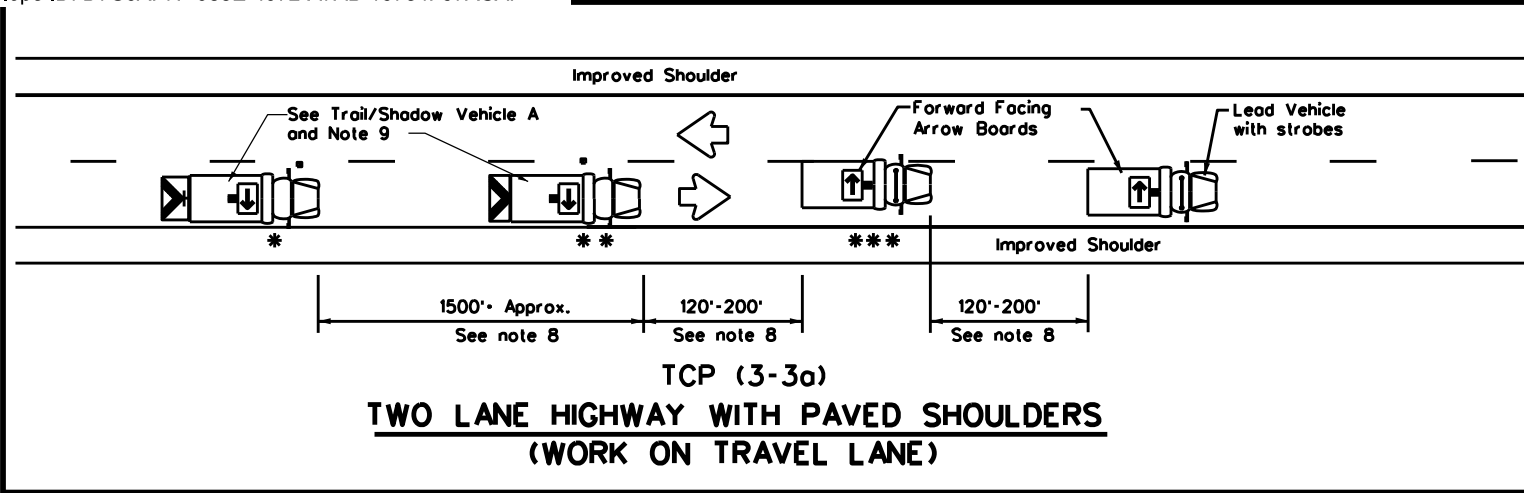 Improved Shoulder
See Trail/Shadow Vehicle A
and Note 9
Forward Facing
Arrow Boards
Lead Vehicle
with strobes
*
**
***
Improved Shoulder
1500'+ Approx.
120'-200'
120'-200'
See note 8
See note 8
See note 8
TCP (3-3a)
TWO LANE HIGHWAY WITH PAVED SHOULDERS
(WORK ON TRAVEL LANE)